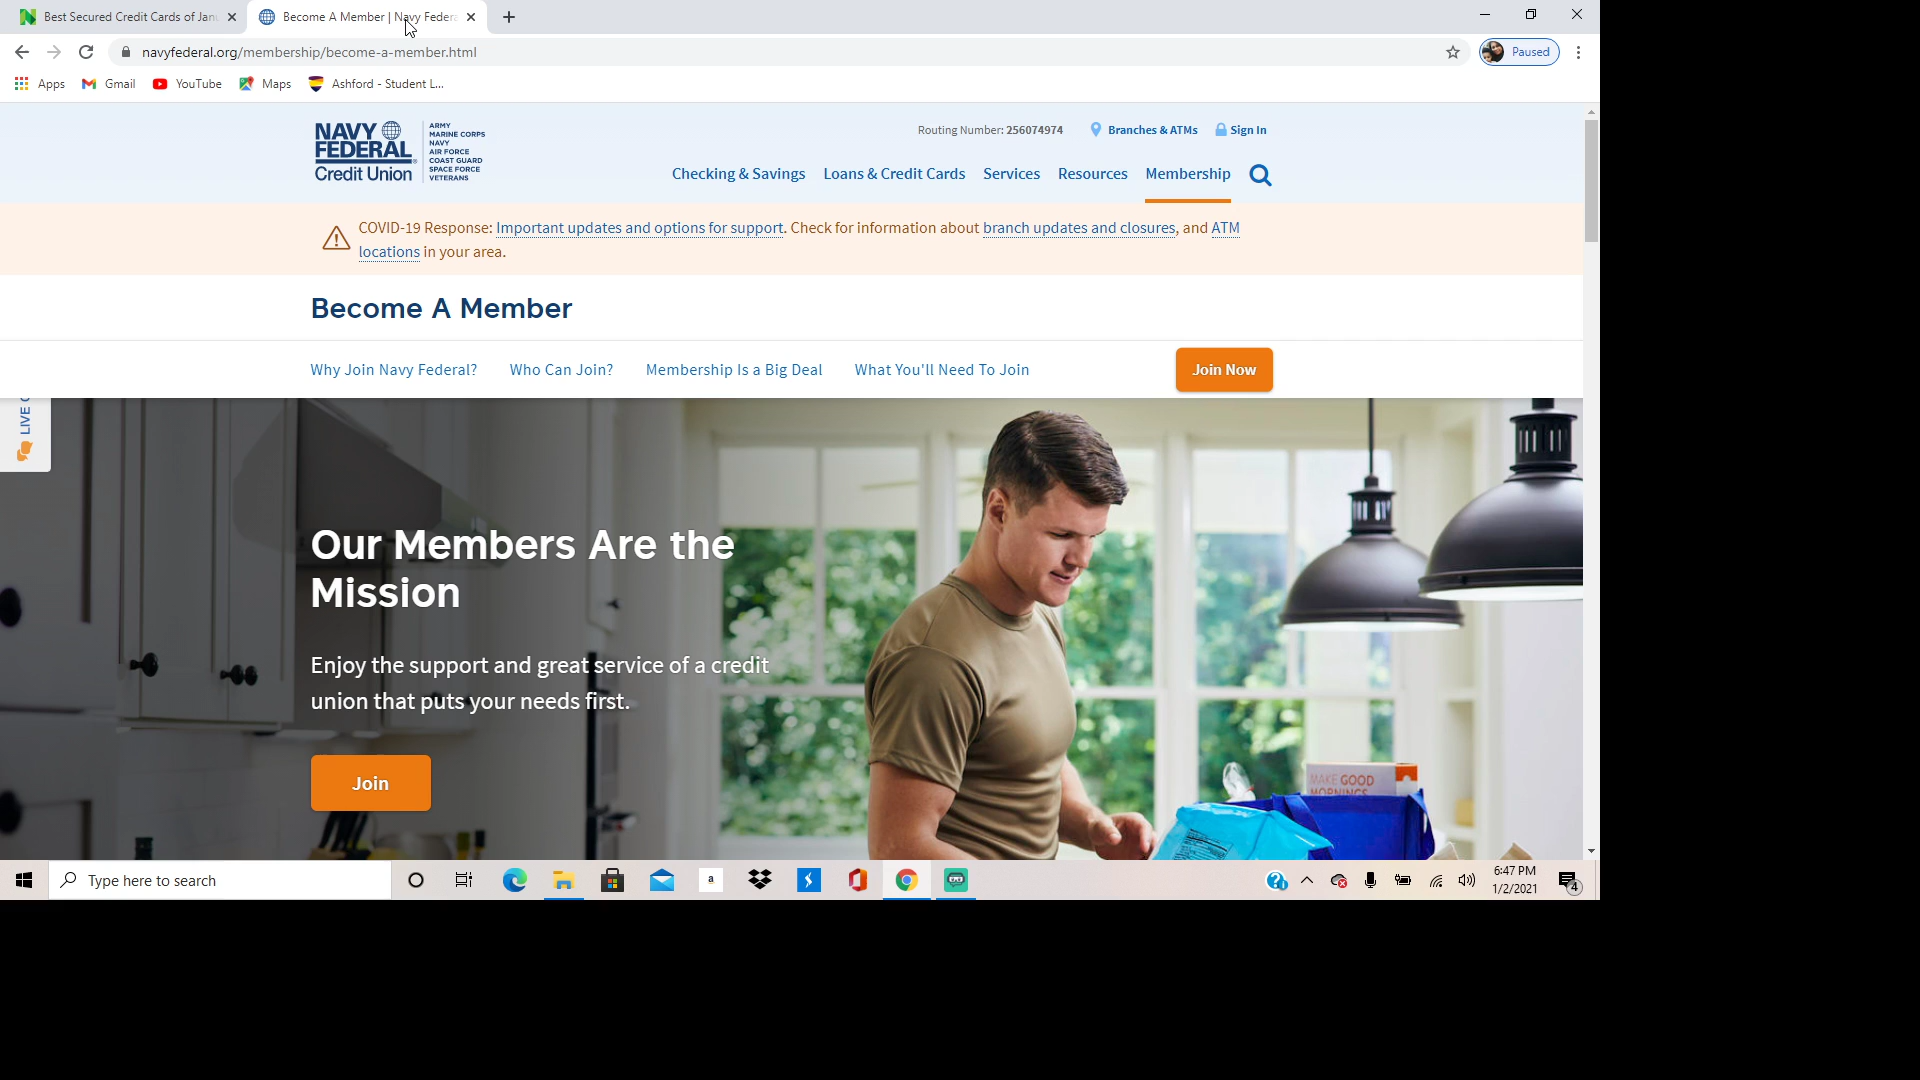 Best Secured Credit Cards of Jan
Become A Member | Navy Federa
navyfederal.org/membership/become-a-member.html
Paused
Apps
Gmail
YouTube
Maps
Ashford - Student L...
NAVY
FEDERAL
Credit Union
ARMY
MARINE CORPS
NAVY
AIR FORCE
COAST GUARD
SPACE FORCE
VETERANS
Routing Number: 256074974
Branches & ATMs
Sign In
Checking & Savings
Loans & Credit Cards
Services
Resources
Membership
COVID-19 Response: Important updates and options for support. Check for information about branch updates and closures, and ATM
locations in your area.
Become A Member
Why Join Navy Federal?
Who Can Join?
Membership Is a Big Deal
What You'll Need To Join
Join Now
LIVE
Our Members Are the
Mission
Enjoy the support and great service of a credit
union that puts your needs first.
Join
MAKE GOOD
MORNINGS
Type here to search
a
6:47 PM
1/2/2021
4